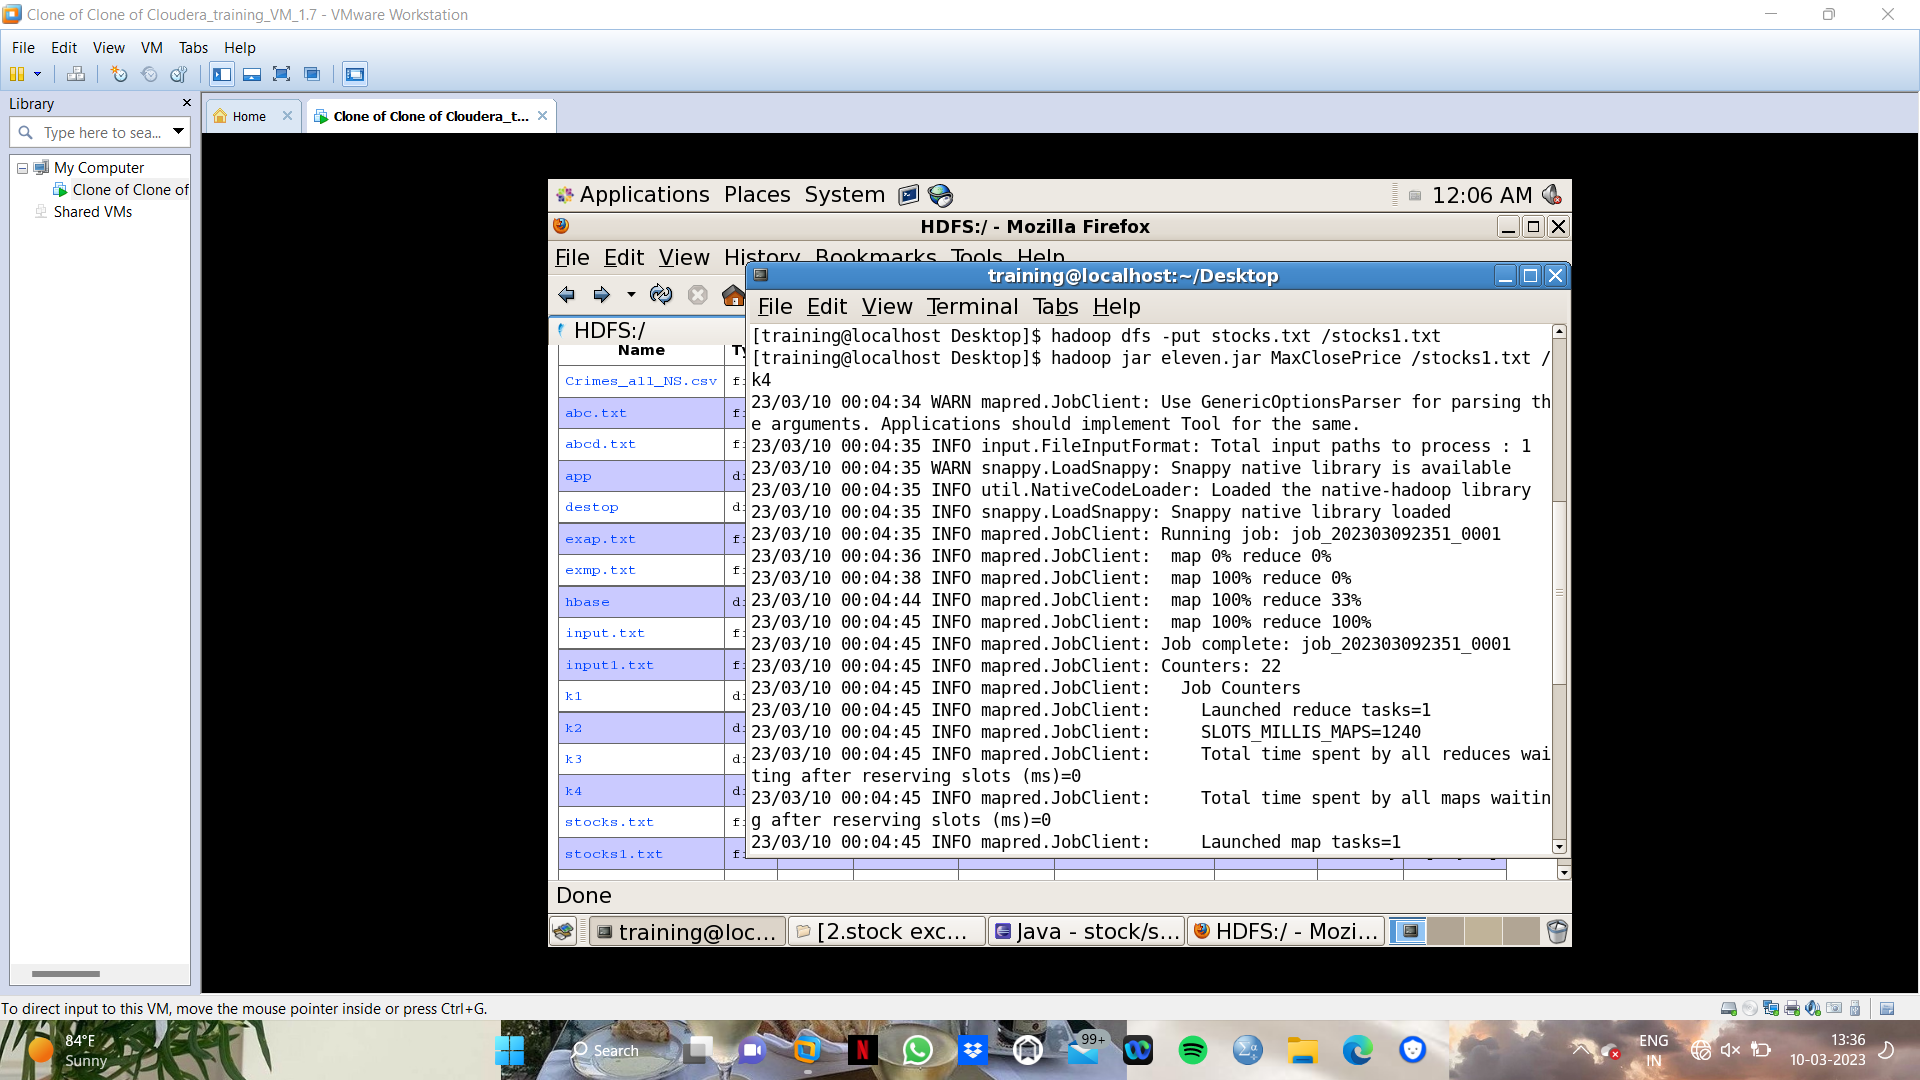 Clone of Clone of Cloudera_training_VM_1.7 - VMware Workstation
File Edit View VM Tabs Help
Library
Home
Clone of Clone of Cloudera_t...
Type here to sea...
My Computer
Clone of Clone of
Shared VMs
Applications Places System
12:06 AM
HDFS:/ - Mozilla Firefox
File Edit View History Bookmarks Tools Help
training@localhost:~/Desktop
File Edit View Terminal Tabs Help
HDFS:/
Name
Crimes_all_NS.csv
abc.txt
abcd.txt
app
destop
exap.txt
exmp.txt
hbase
input.txt
input1.txt
k1
k2
k3
k4
stocks.txt
stocks1.txt
[training@localhost Desktop]$ hadoop dfs -put stocks.txt /stocks1.txt
[training@localhost Desktop]$ hadoop jar eleven.jar MaxClosePrice /stocks1.txt /
k4
23/03/10 00:04:34 WARN mapred.JobClient: Use GenericOptionsParser for parsing th
e arguments. Applications should implement Tool for the same.
23/03/10 00:04:35 INFO input.FileInputFormat: Total input paths to process : 1
23/03/10 00:04:35 WARN snappy.LoadSnappy: Snappy native library is available
23/03/10 00:04:35 INFO util.NativeCodeLoader: Loaded the native-hadoop library
23/03/10 00:04:35 INFO snappy.LoadSnappy: Snappy native library loaded
23/03/10 00:04:35 INFO mapred.JobClient: Running job: job_202303092351_0001
23/03/10 00:04:36 INFO mapred.JobClient:  map 0% reduce 0%
23/03/10 00:04:38 INFO mapred.JobClient:  map 100% reduce 0%
23/03/10 00:04:44 INFO mapred.JobClient:  map 100% reduce 33%
23/03/10 00:04:45 INFO mapred.JobClient:  map 100% reduce 100%
23/03/10 00:04:45 INFO mapred.JobClient: Job complete: job_202303092351_0001
23/03/10 00:04:45 INFO mapred.JobClient: Counters: 22
23/03/10 00:04:45 INFO mapred.JobClient:   Job Counters
23/03/10 00:04:45 INFO mapred.JobClient:     Launched reduce tasks=1
23/03/10 00:04:45 INFO mapred.JobClient:     SLOTS_MILLIS_MAPS=1240
23/03/10 00:04:45 INFO mapred.JobClient:     Total time spent by all reduces wai
ting after reserving slots (ms)=0
23/03/10 00:04:45 INFO mapred.JobClient:     Total time spent by all maps waitin
g after reserving slots (ms)=0
23/03/10 00:04:45 INFO mapred.JobClient:     Launched map tasks=1
Done
training@loc...
[2.stock exc...
Java - stock/s...
HDFS:/ - Mozi...
To direct input to this VM, move the mouse pointer inside or press Ctrl+G.
84°F
Sunny
Search
99+
ENG
IN
13:36
10-03-2023